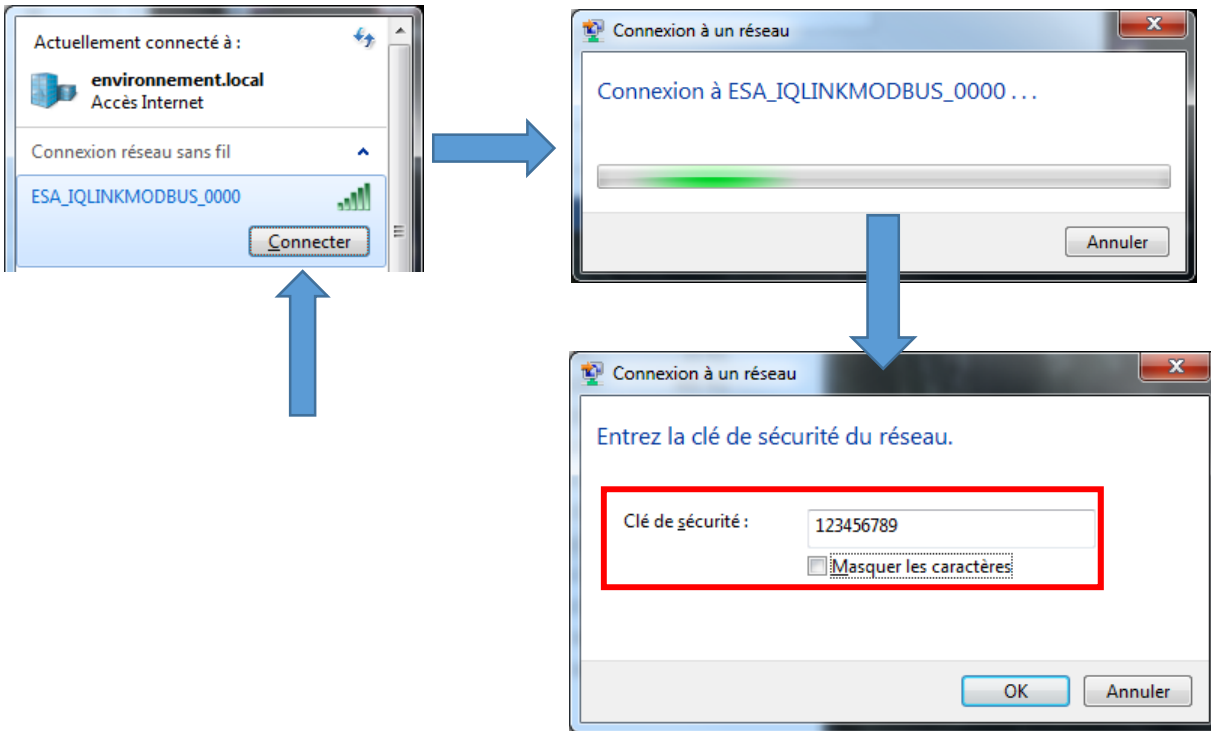 Actuellement connecté à :
environnement.local
Accès Internet
Connexion réseau sans fil
ESA_IQLINKMODBUS_0000
Connecter
Connexion à un réseau
Connexion à ESA_IQLINKMODBUS_0000 . . .
Annuler
Connexion à un réseau
Entrez la clé de sécurité du réseau.
Clé de sécurité : 123456789
Masquer les caractères
OK Annuler